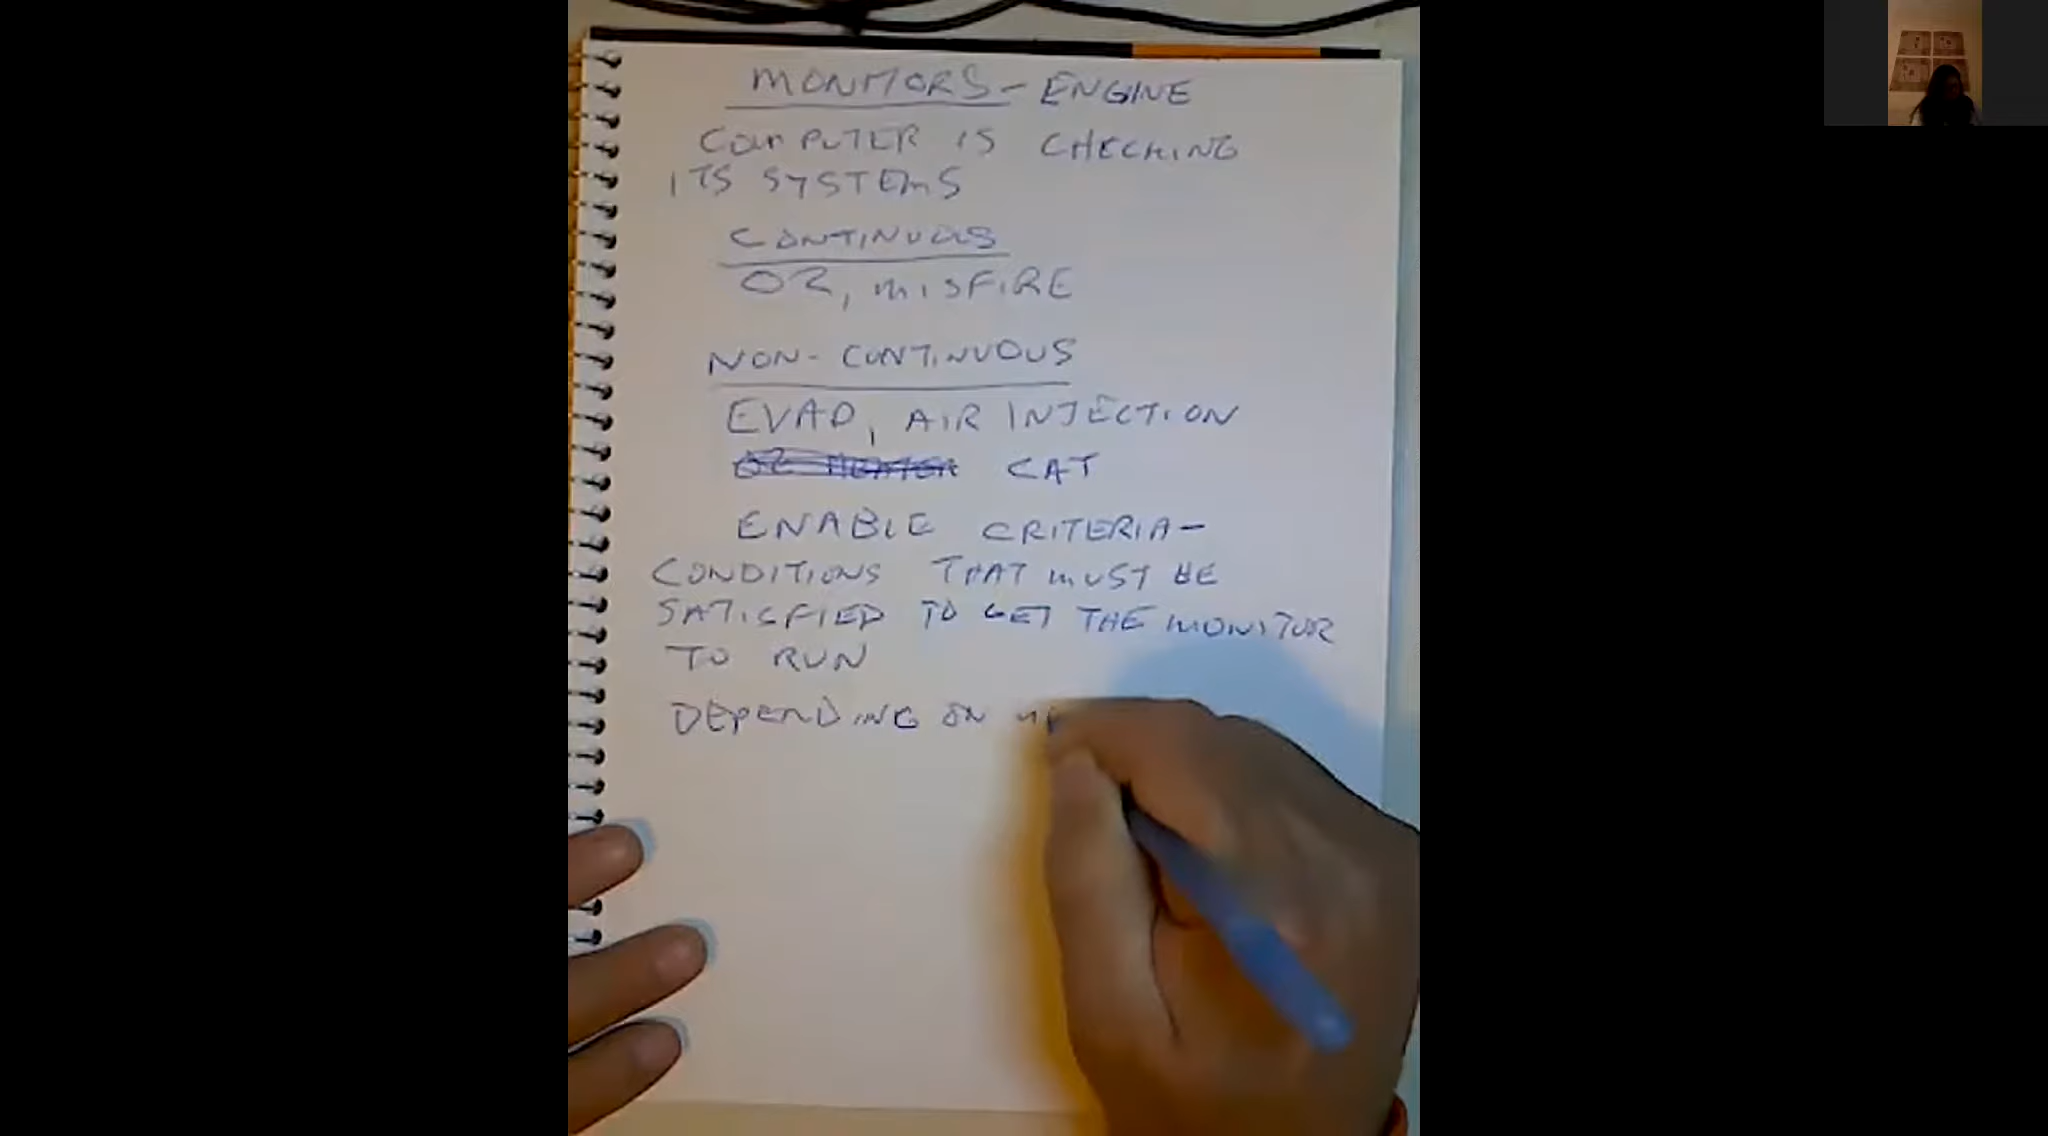 MONITORS - ENGINE
COMPUTER IS CHECKING
ITS SYSTEMS
CONTINUOUS
O2, MISFIRE
NON-CONTINUOUS
EVAP, AIR INJECTION
CAT
ENABLE CRITERIA -
CONDITIONS THAT MUST BE
SATISFIED TO GET THE MONITOR
TO RUN
DEPENDING ON